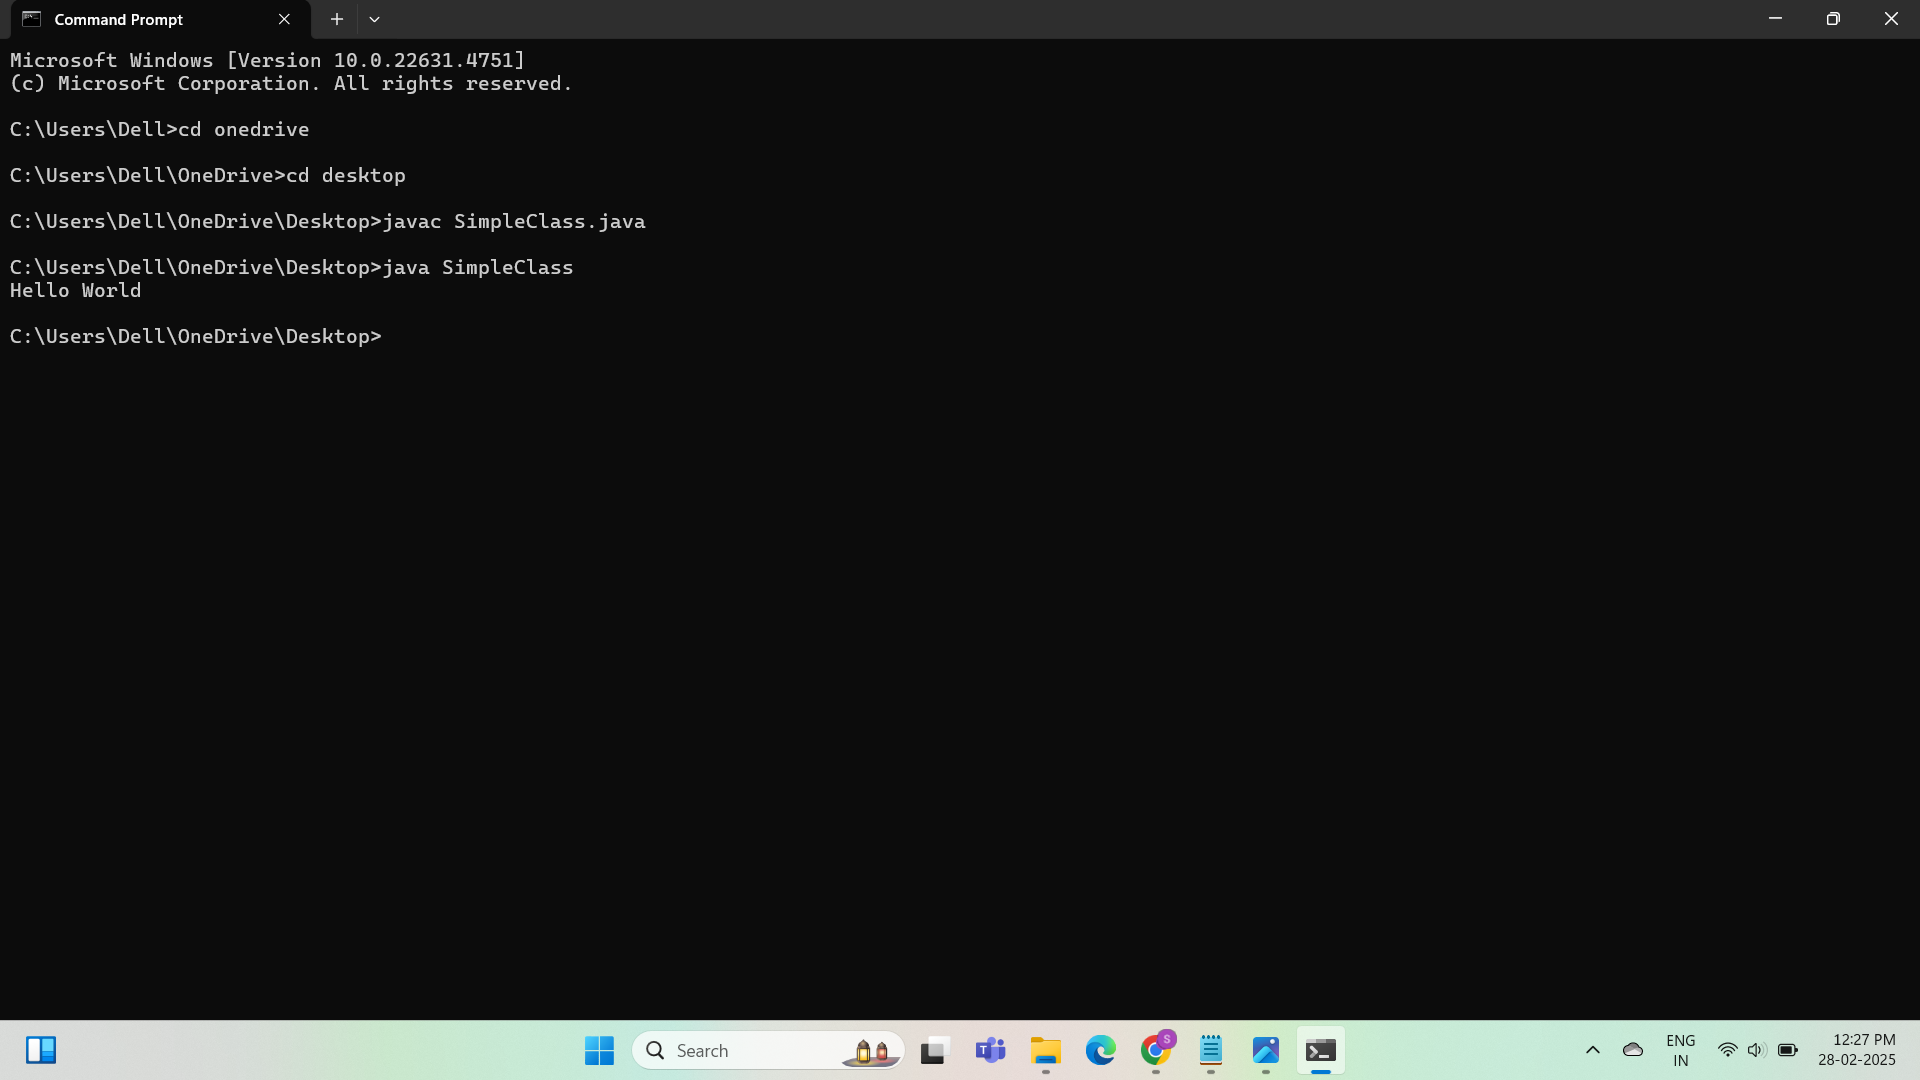 Command Prompt
Microsoft Windows [Version 10.0.22631.4751]
(c) Microsoft Corporation. All rights reserved.
C:\Users\Dell>cd onedrive
C:\Users\Dell\OneDrive>cd desktop
C:\Users\Dell\OneDrive\Desktop>javac SimpleClass.java
C:\Users\Dell\OneDrive\Desktop>java SimpleClass
Hello World
C:\Users\Dell\OneDrive\Desktop>
Search
T
S
ENG
IN
12:27 PM
28-02-2025